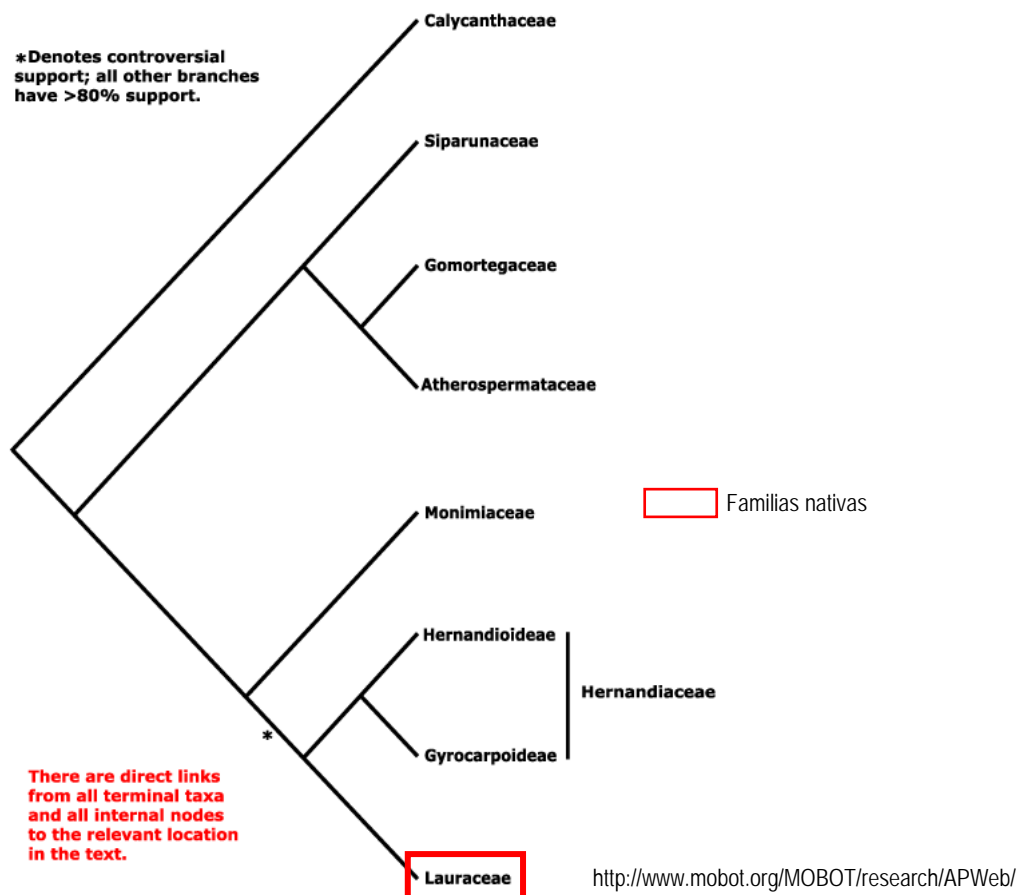 Calycanthaceae
*Denotes controversial
support; all other branches
have >80% support.
Siparunaceae
Gomortegaceae
Atherospermataceae
Monimiaceae
Familias nativas
Hernandioideae
Hernandiaceae
Gyrocarpoideae
*
There are direct links
from all terminal taxa
and all internal nodes
to the relevant location
in the text.
Lauraceae
http://www.mobot.org/MOBOT/research/APWeb/